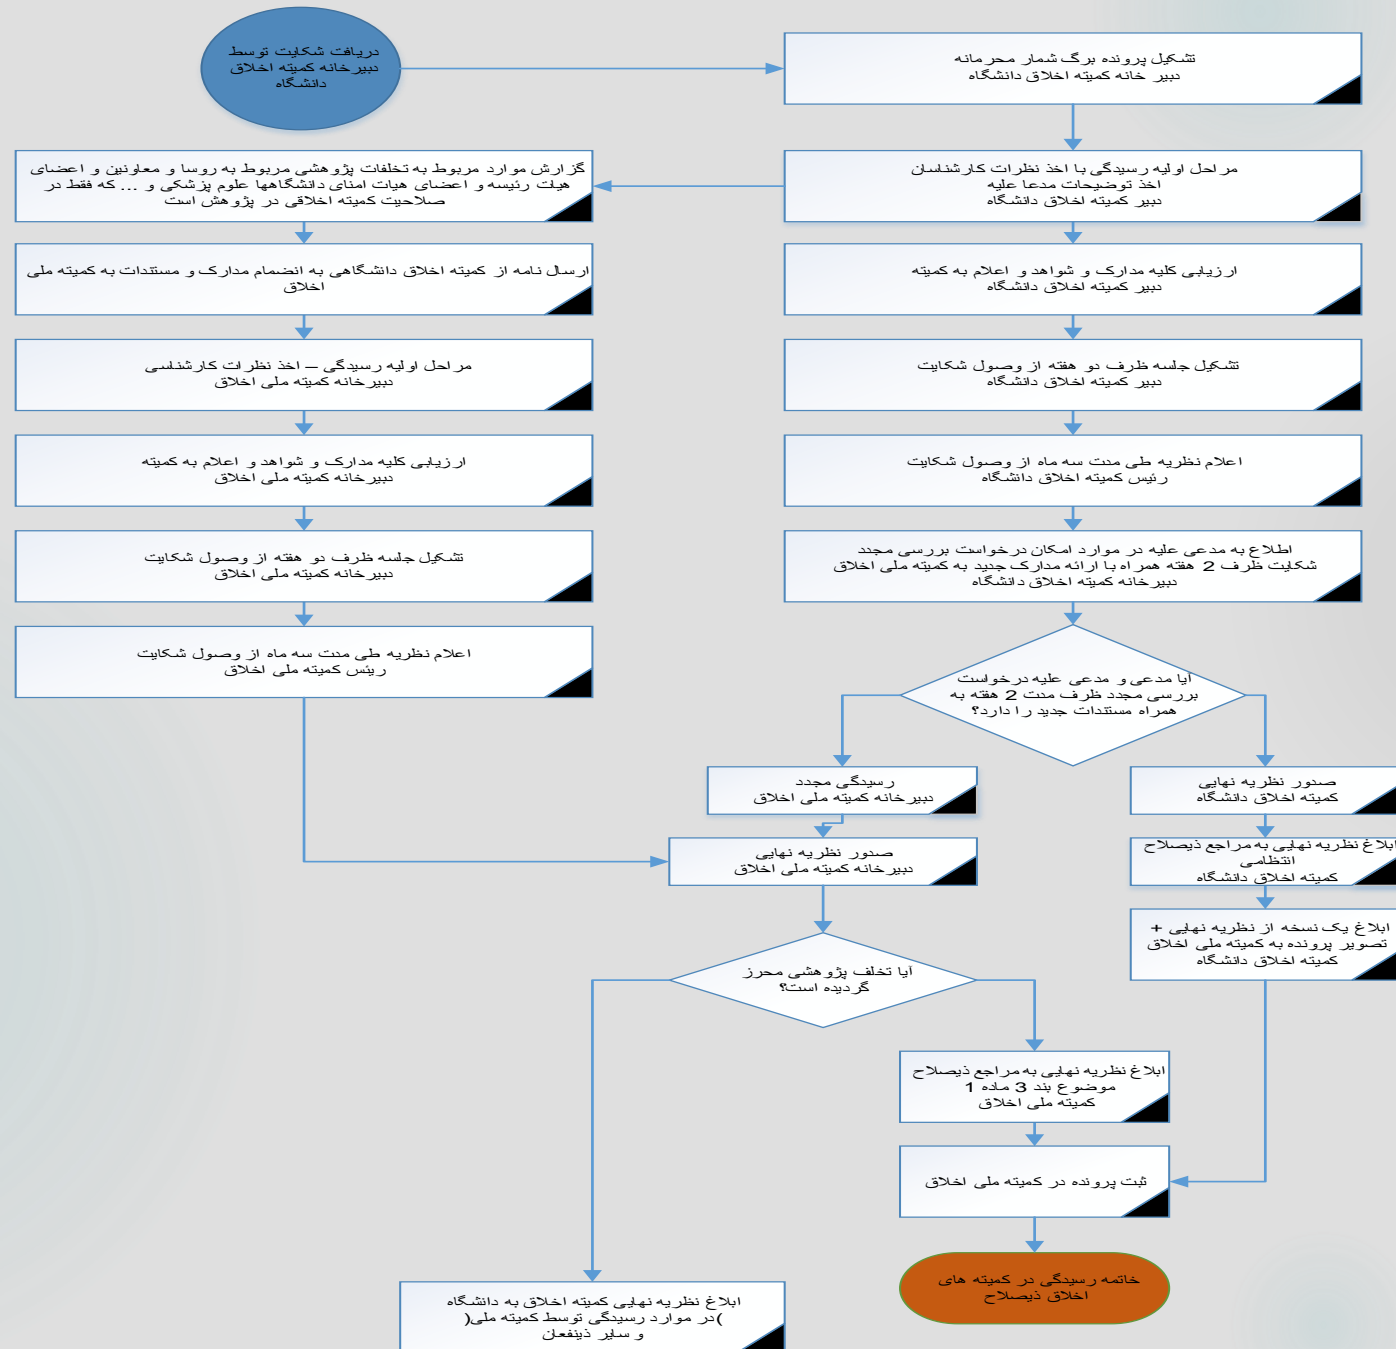 دریافت شکایت توسط
دبیرخانه کمیته اخلاق
دانشگاه
تشکیل پرونده برگ شمار محرمانه
دبیر خانه کمیته اخلاق دانشگاه
مراحل اولیه رسیدگی با اخذ نظرات کارشناسان
اخذ توضیحات مدعا علیه
دبیر کمیته اخلاق دانشگاه
گزارش موارد مربوط به تخلفات پژوهشی مربوط به روسا و معاونین و اعضای
هیات رئیسه و اعضای هیات امنای دانشگاهها علوم پزشکی و ... که فقط در
صلاحیت کمیته اخلاقی در پژوهش است
ارزیابی کلیه مدارک و شواهد و اعلام به کمیته
دبیر کمیته اخلاق دانشگاه
ارسال نامه از کمیته اخلاق دانشگاهی به انضمام مدارک و مستندات به کمیته ملی
اخلاق
تشکیل جلسه ظرف دو هفته از وصول شکایت
دبیر کمیته اخلاق دانشگاه
مراحل اولیه رسیدگی – اخذ نظرات کارشناسی
دبیرخانه کمیته ملی اخلاق
اعلام نظریه طی مدت سه ماه از وصول شکایت
رئیس کمیته اخلاق دانشگاه
ارزیابی کلیه مدارک و شواهد و اعلام به کمیته
دبیرخانه کمیته ملی اخلاق
اطلاع به مدعی علیه در موارد امکان درخواست بررسی مجدد
شکایت ظرف 2 هفته همراه با ارائه مدارک جدید به کمیته ملی اخلاق
دبیرخانه کمیته اخلاق دانشگاه
تشکیل جلسه ظرف دو هفته از وصول شکایت
دبیرخانه کمیته ملی اخلاق
اعلام نظریه طی مدت سه ماه از وصول شکایت
ریئس کمیته ملی اخلاق
آیا مدعی و مدعی علیه درخواست
بررسی مجدد ظرف مدت 2 هفته به
همراه مستندات جدید را دارد؟
صدور نظریه نهایی
کمیته اخلاق دانشگاه
رسیدگی مجدد
دبیرخانه کمیته ملی اخلاق
ابلاغ نظریه نهایی به مراجع ذیصلاح
انتظامی
کمیته اخلاق دانشگاه
صدور نظریه نهایی
دبیرخانه کمیته ملی اخلاق
ابلاغ یک نسخه از نظریه نهایی +
تصویر پرونده به کمیته ملی اخلاق
کمیته اخلاق دانشگاه
آیا تخلف پژوهشی محرز
گردیده است؟
ابلاغ نظریه نهایی به مراجع ذیصلاح
موضوع بند 3 ماده 1
کمیته ملی اخلاق
ثبت پرونده در کمیته ملی اخلاق
خاتمه رسیدگی در کمیته های
اخلاق ذیصلاح
ابلاغ نظریه نهایی کمیته اخلاق به دانشگاه
)در موارد رسیدگی توسط کمیته ملی(
و سایر ذینفعان